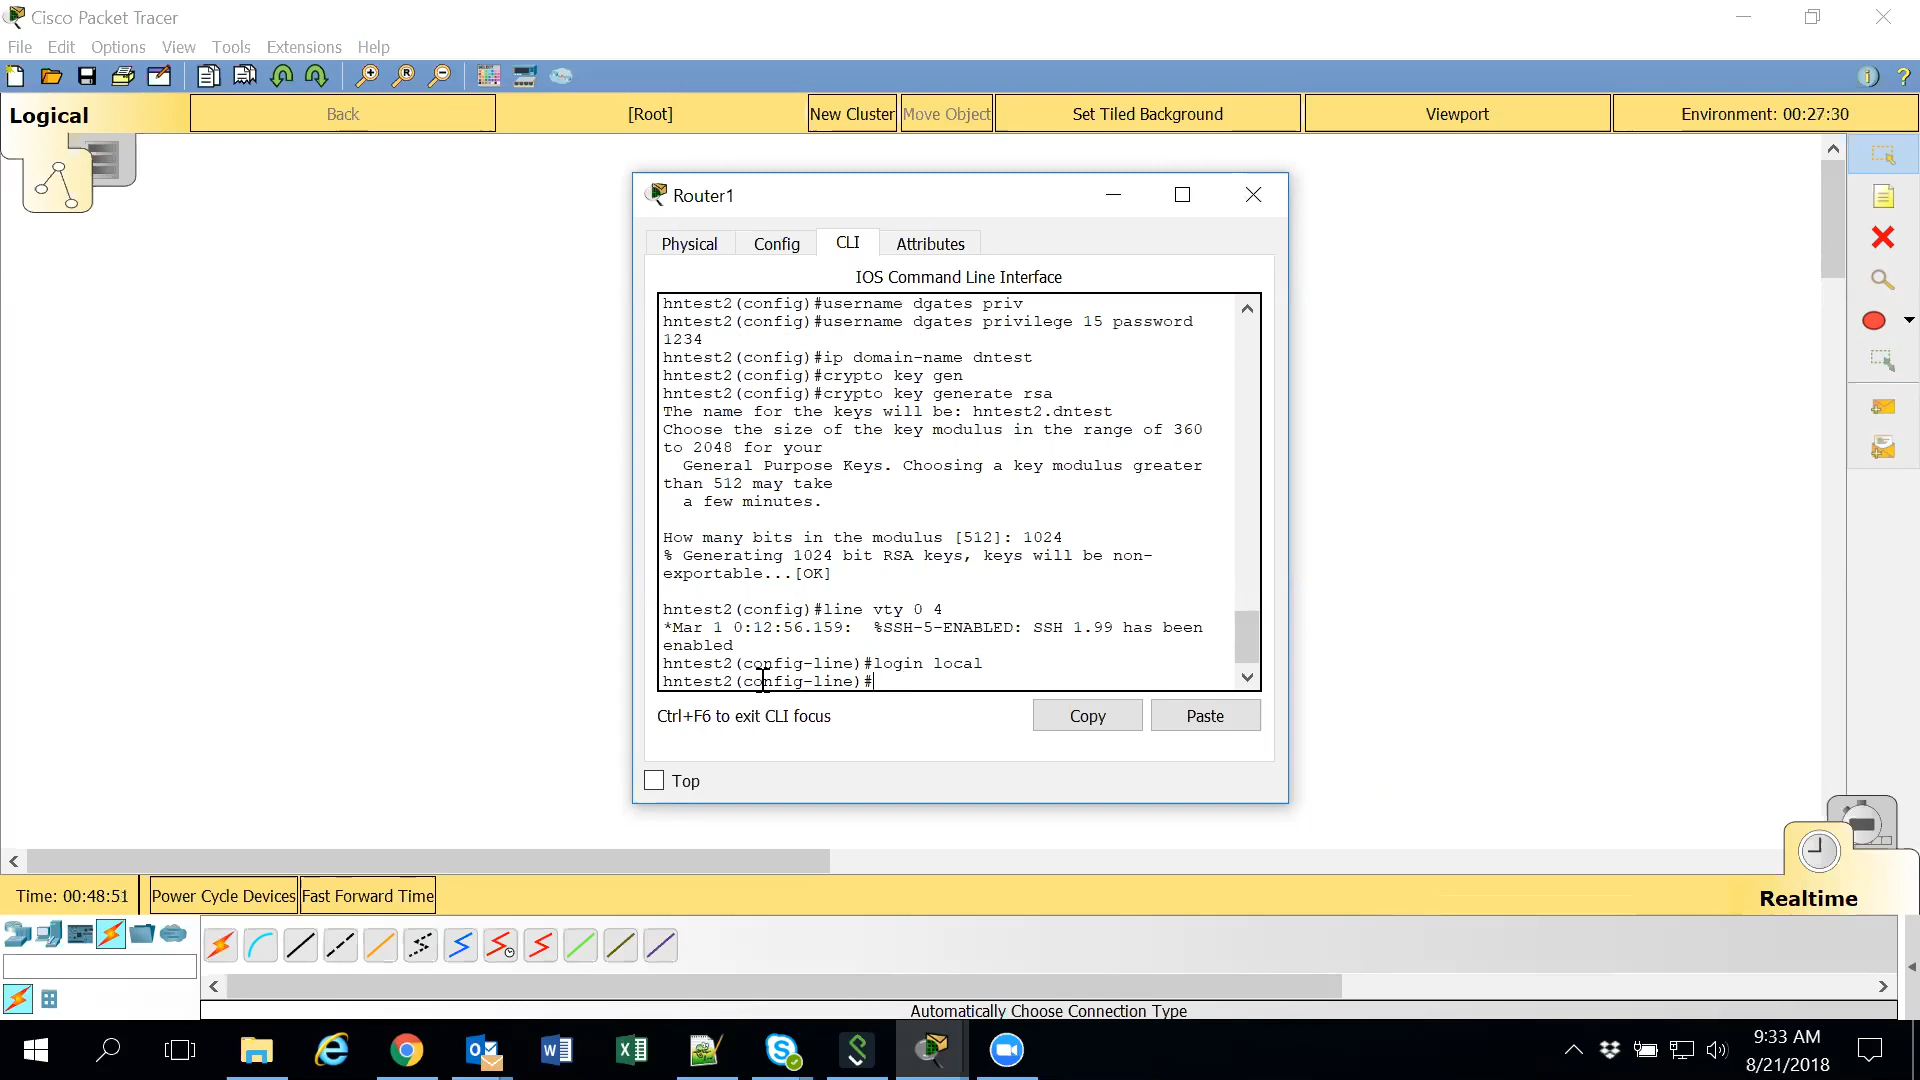 Cisco Packet Tracer
File Edit Options View Tools Extensions Help
Logical
Back
[Root]
New Cluster
Move Object
Set Tiled Background
Viewport
Environment: 00:27:30
Router1
Physical
Config
CLI
Attributes
IOS Command Line Interface
hntest2(config)#username dgates priv
hntest2(config)#username dgates privilege 15 password
1234
hntest2(config)#ip domain-name dntest
hntest2(config)#crypto key gen
hntest2(config)#crypto key generate rsa
The name for the keys will be: hntest2.dntest
Choose the size of the key modulus in the range of 360
to 2048 for your
General Purpose Keys. Choosing a key modulus greater
than 512 may take
a few minutes.
How many bits in the modulus [512]: 1024
% Generating 1024 bit RSA keys, keys will be non-
exportable...[OK]
hntest2(config)#line vty 0 4
*Mar 1 0:12:56.159: %SSH-5-ENABLED: SSH 1.99 has been
enabled
hntest2(config-line)#login local
hntest2(config-line)#
Ctrl+F6 to exit CLI focus
Copy
Paste
Top
Time: 00:48:51
Power Cycle Devices
Fast Forward Time
Realtime
Automatically Choose Connection Type
9:33 AM
8/21/2018